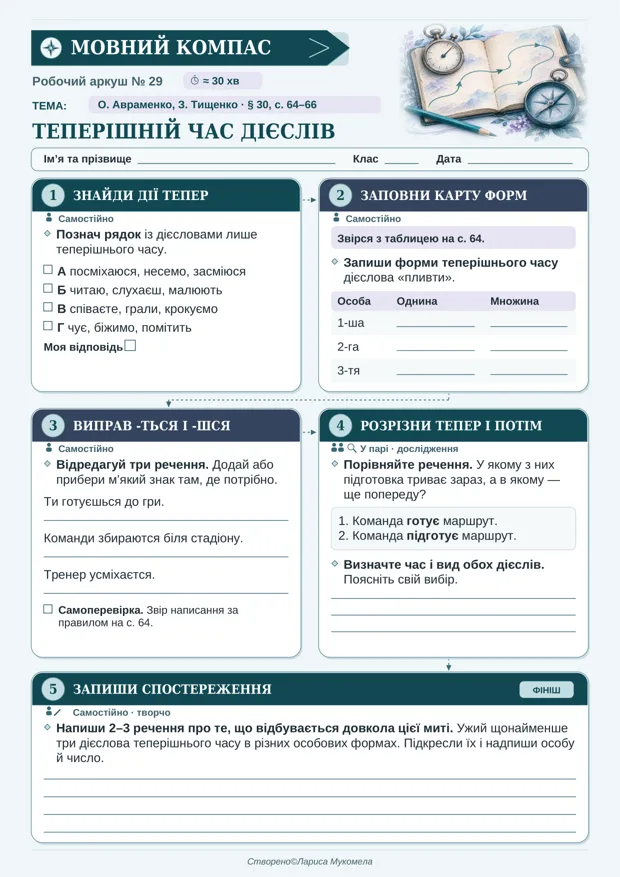 МОВНИЙ КОМПАС
Робочий аркуш № 29
≈ 30 хв
ТЕМА:
О. Авраменко, З. Тищенко · § 30, с. 64–66
ТЕПЕРІШНІЙ ЧАС ДІЄСЛІВ
Ім’я та прізвище
Клас
Дата
1 ЗНАЙДИ ДІЇ ТЕПЕР
Самостійно
Познач рядок із дієсловами лише
теперішнього часу.
А посміхаюся, несемо, засміюся
Б читаю, слухаєш, малюють
В співаєте, грали, крокуємо
Г чує, біжимо, помітить
Моя відповідь
2 ЗАПОВНИ КАРТУ ФОРМ
Самостійно
Звірся з таблицею на с. 64.
Запиши форми теперішнього часу
дієслова «пливти».
Особа Однина Множина
1-ша
2-га
3-тя
3 ВИПРАВ -ТЬСЯ І -ШСЯ
Самостійно
Відредагуй три речення. Додай або
прибери м’який знак там, де потрібно.
Ти готуєшься до гри.
Команди збираются біля стадіону.
Тренер усміхаєтся.
Самоперевірка. Звір написання за
правилом на с. 64.
4 РОЗРІЗНИ ТЕПЕР І ПОТІМ
У парі · дослідження
Порівняйте речення. У якому з них
підготовка триває зараз, а в якому —
ще попереду?
1. Команда готує маршрут.
2. Команда підготує маршрут.
Визначте час і вид обох дієслів.
Поясніть свій вибір.
5 ЗАПИШИ СПОСТЕРЕЖЕННЯ
ФІНІШ
Самостійно · творчо
Напиши 2–3 речення про те, що відбувається довкола цієї миті. Ужий щонайменше
три дієслова теперішнього часу в різних особових формах. Підкресли їх і надпиши особу
й число.
Створено©Лариса Мукомела